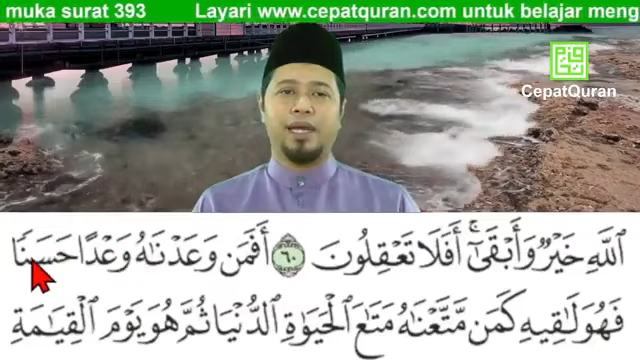 muka surat 393 Layari www.cepatquran.com untuk belajar meng
CepatQuran
ٱللَّهِ خَيْرٌ وَأَبْقَىٰٓ ۚ أَفَلَا تَعْقِلُونَ ٦٠ أَفَمَن وَعَدْنَٰهُ وَعْدًا حَسَنًا
فَهُوَ لَٰقِيهِ كَمَن مَّتَّعْنَٰهُ مَتَٰعَ ٱلْحَيَوٰةِ ٱلدُّنْيَا ثُمَّ هُوَ يَوْمَ ٱلْقِيَٰمَةِ